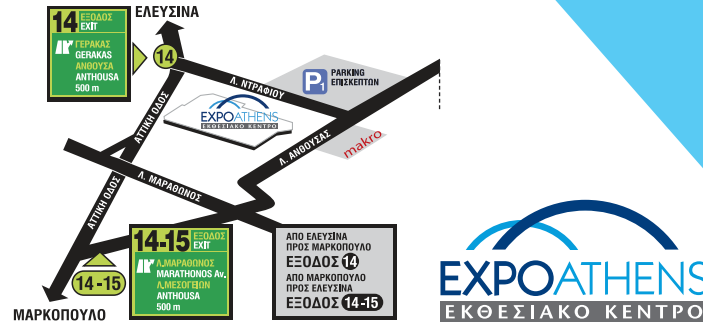 14 ΕΞΟΔΟΣ
EXIT
ΓΕΡΑΚΑΣ
GERAKAS
ΑΝΘΟΥΣΑ
ANTHOUSA
500 m
ΕΛΕΥΣΙΝΑ
14
P1 PARKING
ΕΠΙΣΚΕΠΤΩΝ
Λ. ΝΤΡΑΦΙΟΥ
ΑΤΤΙΚΗ ΟΔΟΣ
EXPOATHENS
ΕΚΘΕΣΙΑΚΟ ΚΕΝΤΡΟ
Λ. ΑΝΘΟΥΣΑΣ
makro
Λ. ΜΑΡΑΘΩΝΟΣ
ΑΤΤΙΚΗ ΟΔΟΣ
14-15 ΕΞΟΔΟΣ
EXIT
Λ.ΜΑΡΑΘΩΝΟΣ
MARATHONOS Av.
Λ.ΜΕΣΟΓΕΙΩΝ
ANTHOUSA
500 m
14-15
ΜΑΡΚΟΠΟΥΛΟ
ΑΠΟ ΕΛΕΥΣΙΝΑ
ΠΡΟΣ ΜΑΡΚΟΠΟΥΛΟ
ΕΞΟΔΟΣ 14
ΑΠΟ ΜΑΡΚΟΠΟΥΛΟ
ΠΡΟΣ ΕΛΕΥΣΙΝΑ
ΕΞΟΔΟΣ 14-15
EXPOATHENS
ΕΚΘΕΣΙΑΚΟ ΚΕΝΤΡΟ